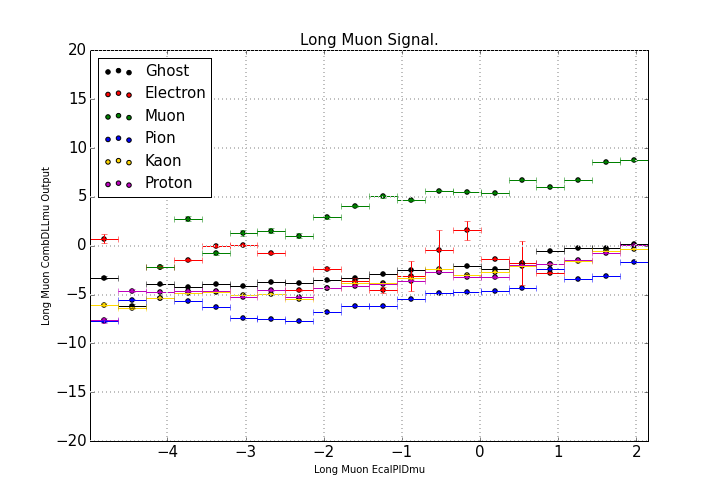 Long Muon Signal.
20
15
10
5
0
−5
−10
−15
−20
Long Muon CombDLLmu Output
Ghost
Electron
Muon
Pion
Kaon
Proton
−4 −3 −2 −1 0 1 2
Long Muon EcalPIDmu